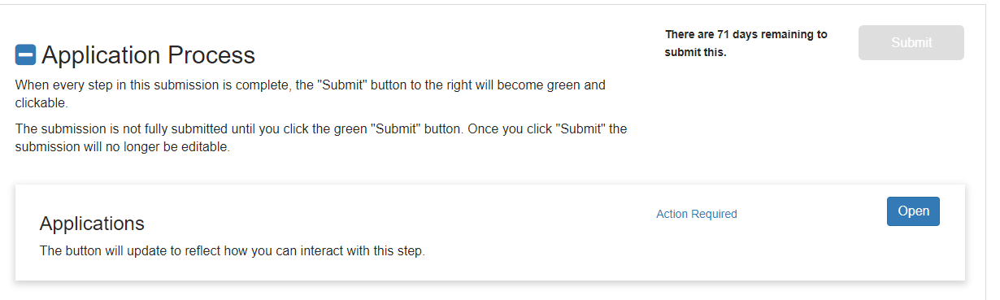 Application Process
There are 71 days remaining to
submit this.
Submit
When every step in this submission is complete, the "Submit" button to the right will become green and
clickable.
The submission is not fully submitted until you click the green "Submit" button. Once you click "Submit" the
submission will no longer be editable.
Applications
Action Required
Open
The button will update to reflect how you can interact with this step.